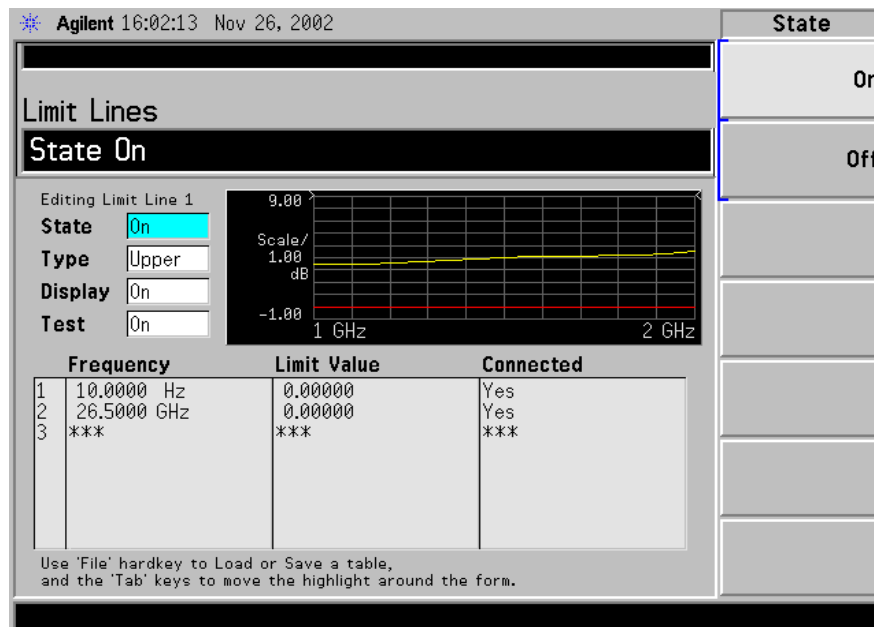 Agilent 16:02:13 Nov 26, 2002
State
On
Off
Limit Lines
State On
Editing Limit Line 1
State On
Type Upper
Display On
Test On
9.00
Scale/
1.00
dB
-1.00
1 GHz 2 GHz
Frequency Limit Value Connected
1 10.0000 Hz 0.00000 Yes
2 26.5000 GHz 0.00000 Yes
3 *** *** ***
Use 'File' hardkey to Load or Save a table,
and the 'Tab' keys to move the highlight around the form.